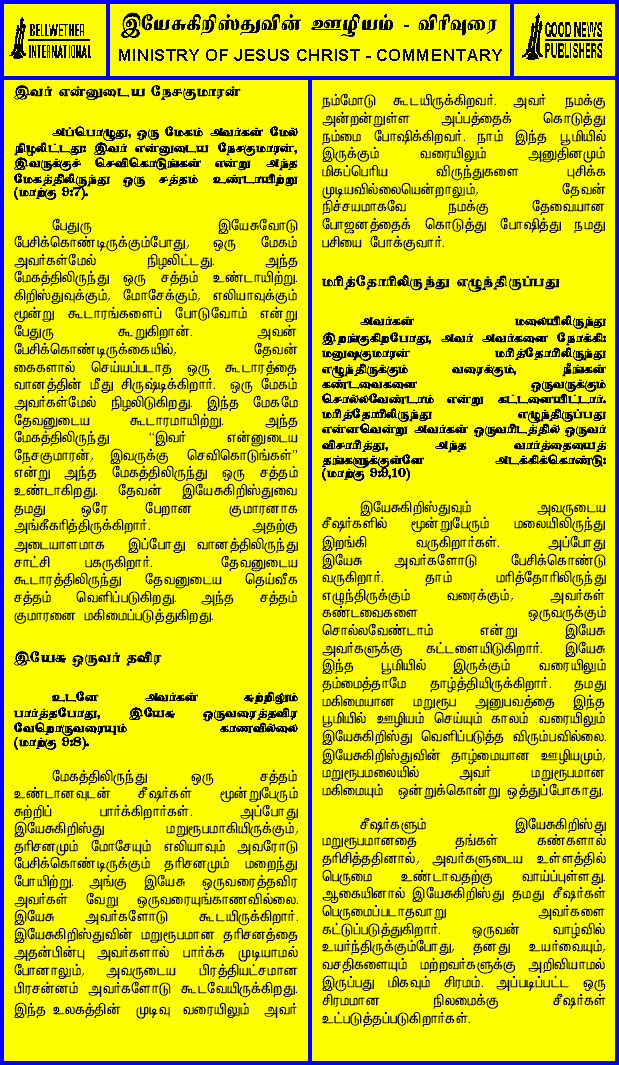 BELLWETHER
INTERNATIONAL
இயேசுகிறிஸ்துவின் ஊழியம் - விரிவுரை
MINISTRY OF JESUS CHRIST - COMMENTARY
GOOD NEWS
PUBLISHERS
இவர் என்னுடைய நேசகுமாரன்
அப்பொழுது, ஒரு மேகம் அவர்கள் மேல்
நிழலிட்டது: இவர் என்னுடைய நேசகுமாரன்,
இவருக்குச் செவிகொடுங்கள் என்று அந்த
மேகத்திலிருந்து ஒரு சத்தம் உண்டாயிற்று
(மாற்கு 9:7).
பேதுரு இயேசுவோடு
பேசிக்கொண்டிருக்கும்போது, ஒரு மேகம்
அவர்கள்மேல் நிழலிட்டது. அந்த
மேகத்திலிருந்து ஒரு சத்தம் உண்டாயிற்று.
கிறிஸ்துவுக்கும், மோசேக்கும், எலியாவுக்கும்
மூன்று கூடாரங்களைப் போடுவோம் என்று
பேதுரு கூறுகிறான். அவன்
பேசிக்கொண்டிருக்கையில், தேவன்
கைகளால் செய்யப்படாத ஒரு கூடாரத்தை
வானத்தின் மீது சிருஷ்டிக்கிறார். ஒரு மேகம்
அவர்கள்மேல் நிழலிடுகிறது. இந்த மேகமே
தேவனுடைய கூடாரமாயிற்று. அந்த
மேகத்திலிருந்து "இவர் என்னுடைய
நேசகுமாரன், இவருக்கு செவிகொடுங்கள்"
என்று அந்த மேகத்திலிருந்து ஒரு சத்தம்
உண்டாகிறது. தேவன் இயேசுகிறிஸ்துவை
தமது ஒரே பேறான குமாரனாக
அங்கீகரித்திருக்கிறார். அதற்கு
அடையாளமாக இப்போது வானத்திலிருந்து
சாட்சி பகருகிறார். தேவனுடைய
கூடாரத்திலிருந்து தேவனுடைய தெய்வீக
சத்தம் வெளிப்படுகிறது. அந்த சத்தம்
குமாரனை மகிமைப்படுத்துகிறது.
இயேசு ஒருவர் தவிர
உடனே அவர்கள் சுற்றிலும்
பார்த்தபோது, இயேசு ஒருவரைத்தவிர
வேறொருவரையும் காணவில்லை
(மாற்கு 9:8).
மேகத்திலிருந்து ஒரு சத்தம்
உண்டானவுடன் சீஷர்கள் மூன்றுபேரும்
சுற்றிப் பார்க்கிறார்கள். அப்போது
இயேசுகிறிஸ்து மறுரூபமாகியிருக்கும்,
தரிசனமும் மோசேயும் எலியாவும் அவரோடு
பேசிக்கொண்டிருக்கும் தரிசனமும் மறைந்து
போயிற்று. அங்கு இயேசு ஒருவரைத்தவிர
அவர்கள் வேறு ஒருவரையுங்காணவில்லை.
இயேசு அவர்களோடு கூடயிருக்கிறார்.
இயேசுகிறிஸ்துவின் மறுரூபமான தரிசனத்தை
அதன்பின்பு அவர்களால் பார்க்க முடியாமல்
போனாலும், அவருடைய பிரத்தியட்சமான
பிரசன்னம் அவர்களோடு கூடவேயிருக்கிறது.
இந்த உலகத்தின் முடிவு வரையிலும் அவர்
நம்மோடு கூடயிருக்கிறவர். அவர் நமக்கு
அன்றன்றுள்ள அப்பத்தைக் கொடுத்து
நம்மை போஷிக்கிறவர். நாம் இந்த பூமியில்
இருக்கும் வரையிலும் அனுதினமும்
மிகப்பெரிய விருந்துகளை புசிக்க
முடியவில்லையென்றாலும், தேவன்
நிச்சயமாகவே நமக்கு தேவையான
போஜனத்தைக் கொடுத்து போஷித்து நமது
பசியை போக்குவார்.
மரித்தோரிலிருந்து எழுந்திருப்பது
அவர்கள் மலையிலிருந்து
இறங்குகிறபோது, அவர் அவர்களை நோக்கி:
மனுஷகுமாரன் மரித்தோரிலிருந்து
எழுந்திருக்கும் வரைக்கும், நீங்கள்
கண்டவைகளை ஒருவருக்கும்
சொல்லவேண்டாம் என்று கட்டளையிட்டார்.
மரித்தோரிலிருந்து எழுந்திருப்பது
என்னவென்று அவர்கள் ஒருவரிடத்தில் ஒருவர்
விசாரித்து, அந்த வார்த்தையைத்
தங்களுக்குள்ளே அடக்கிக்கொண்டு:
(மாற்கு 9:9,10)
இயேசுகிறிஸ்துவும் அவருடைய
சீஷர்களில் மூன்றுபேரும் மலையிலிருந்து
இறங்கி வருகிறார்கள். அப்போது
இயேசு அவர்களோடு பேசிக்கொண்டு
வருகிறார். தாம் மரித்தோரிலிருந்து
எழுந்திருக்கும் வரைக்கும், அவர்கள்
கண்டவைகளை ஒருவருக்கும்
சொல்லவேண்டாம் என்று இயேசு
அவர்களுக்கு கட்டளையிடுகிறார். இயேசு
இந்த பூமியில் இருக்கும் வரையிலும்
தம்மைத்தாமே தாழ்த்தியிருக்கிறார். தமது
மகிமையான மறுரூப அனுபவத்தை இந்த
பூமியில் ஊழியம் செய்யும் காலம் வரையிலும்
இயேசுகிறிஸ்து வெளிப்படுத்த விரும்பவில்லை.
இயேசுகிறிஸ்துவின் தாழ்மையான ஊழியமும்,
மறுரூபமலையில் அவர் மறுரூபமான
மகிமையும் ஒன்றுக்கொன்று ஒத்துப்போகாது.
சீஷர்களும் இயேசுகிறிஸ்து
மறுரூபமானதை தங்கள் கண்களால்
தரிசித்ததினால், அவர்களுடைய உள்ளத்தில்
பெருமை உண்டாவதற்கு வாய்ப்புள்ளது.
ஆகையினால் இயேசுகிறிஸ்து தமது சீஷர்கள்
பெருமைப்படாதவாறு அவர்களை
கட்டுப்படுத்துகிறார். ஒருவன் வாழ்வில்
உயர்ந்திருக்கும்போது, தனது உயர்வையும்,
வசதிகளையும் மற்றவர்களுக்கு அறிவியாமல்
இருப்பது மிகவும் சிரமம். அப்படிப்பட்ட ஒரு
சிரமமான நிலமைக்கு சீஷர்கள்
உட்படுத்தப்படுகிறார்கள்.